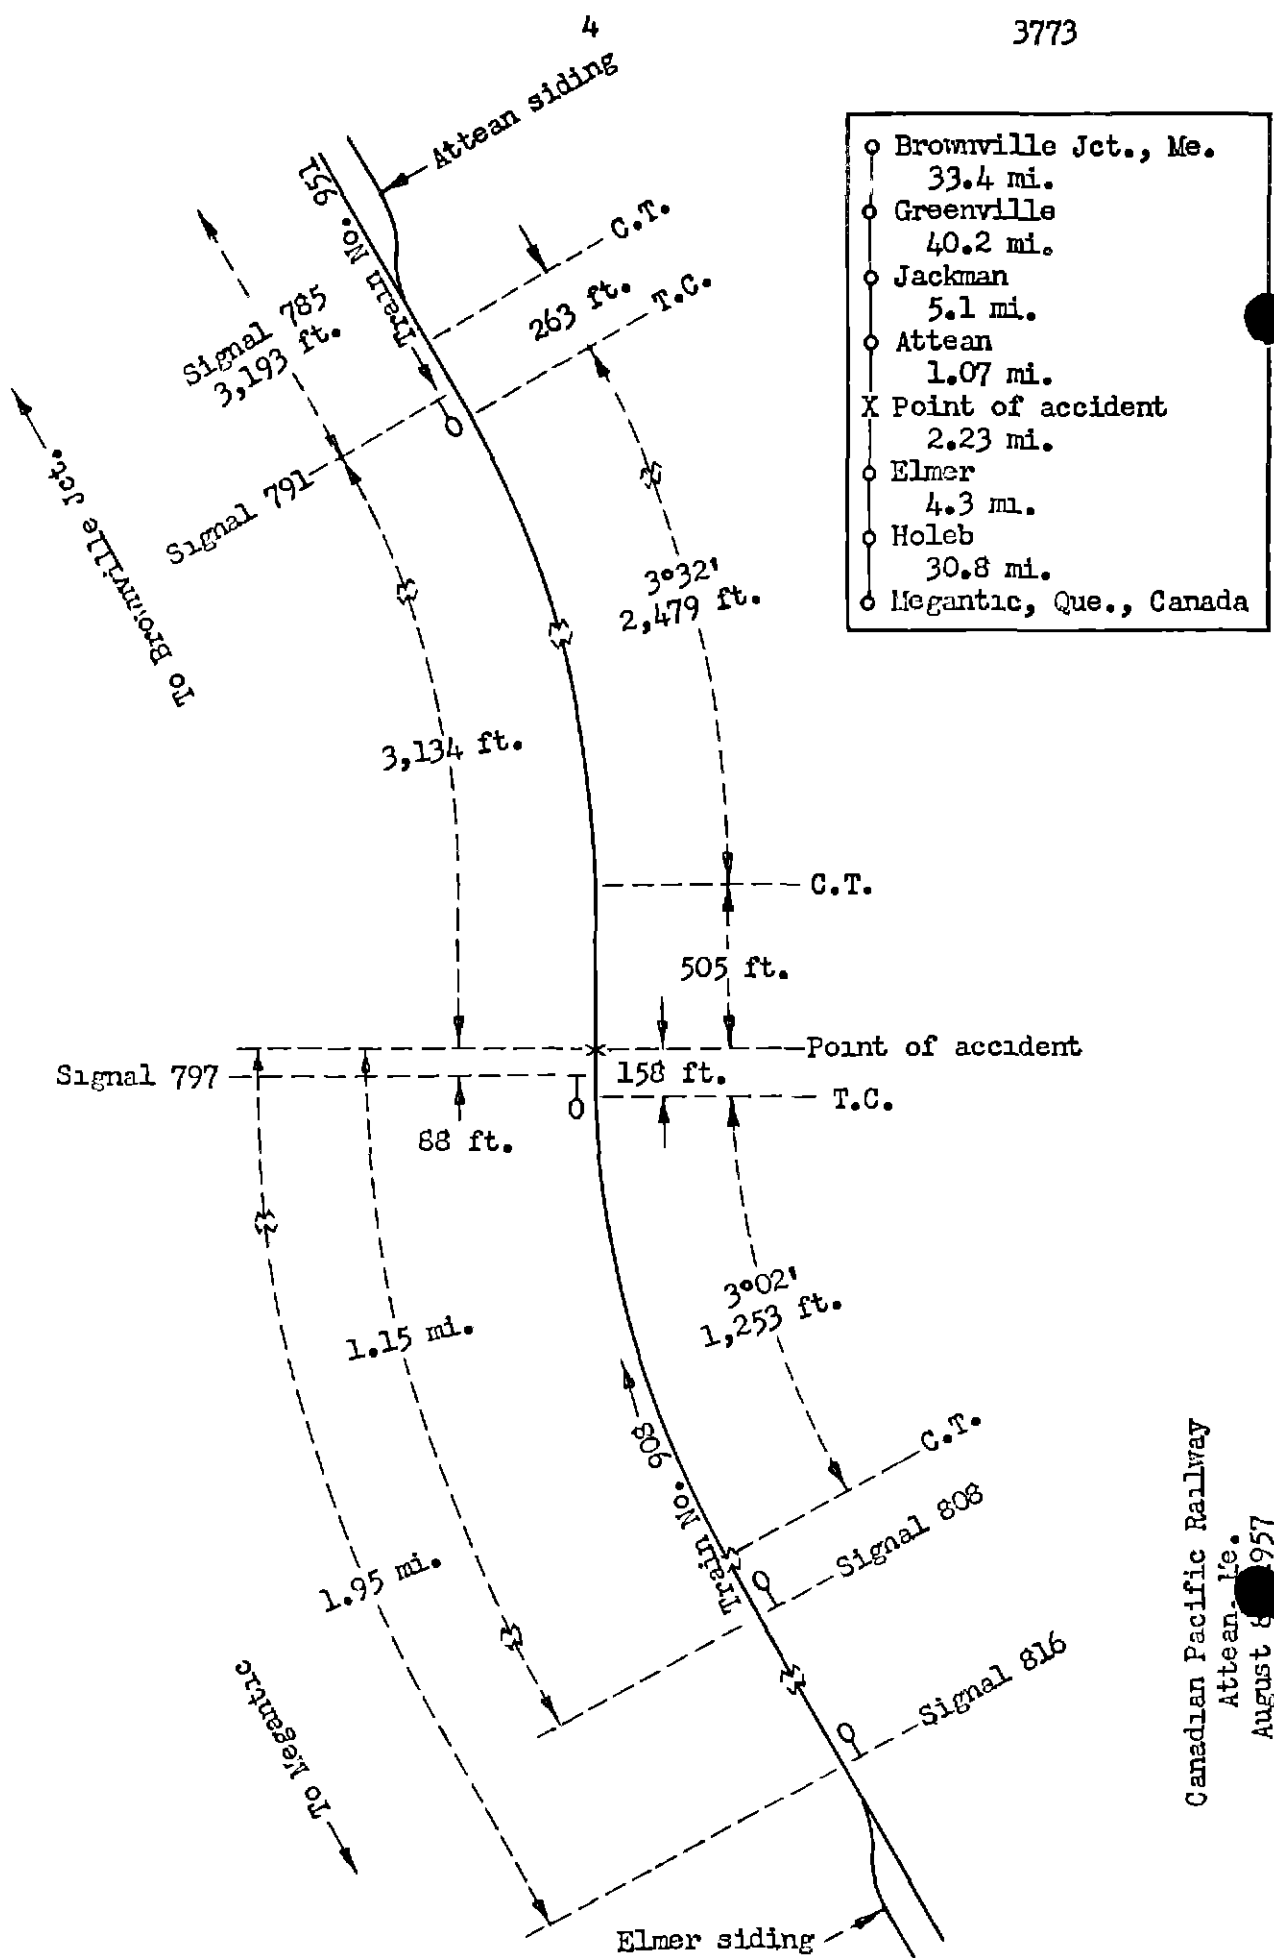 4
3773
Attean siding
Brownville Jct., Me.
33.4 mi.
Greenville
40.2 mi.
Jackman
5.1 mi.
Attean
1.07 mi.
X Point of accident
2.23 mi.
Elmer
4.3 mi.
Holeb
30.8 mi.
Megantic, Que., Canada
Train No. 951
C.T.
263 ft.
T.C.
Signal 785
3,193 ft.
Signal 791
To Brownville Jct.
3°32'
2,479 ft.
3,134 ft.
C.T.
505 ft.
Point of accident
Signal 797
158 ft.
T.C.
88 ft.
3°02'
1,253 ft.
1.15 mi.
Train No. 908
C.T.
Signal 808
1.95 mi.
Signal 816
To Megantic
Elmer siding
Canadian Pacific Railway
Attean, Me.
August 8 957